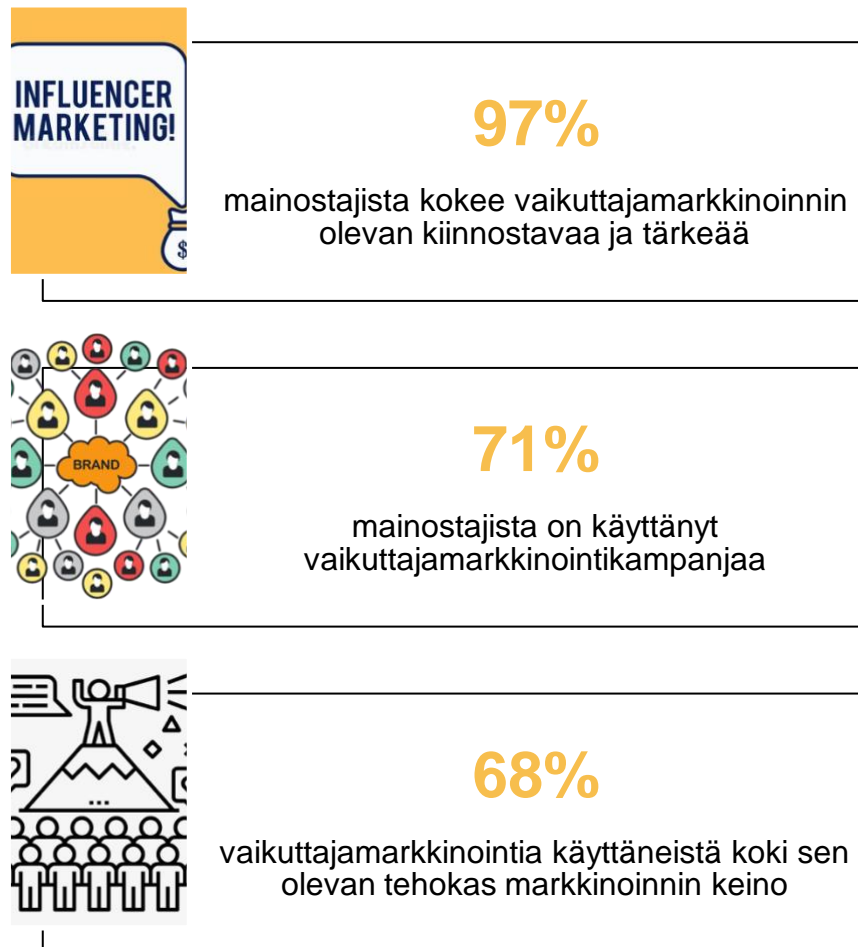 INFLUENCER
MARKETING!
$
97%
mainostajista kokee vaikuttajamarkkinoinnin
olevan kiinnostavaa ja tärkeää
BRAND
71%
mainostajista on käyttänyt
vaikuttajamarkkinointikampanjaa
68%
vaikuttajamarkkinointia käyttäneistä koki sen
olevan tehokas markkinoinnin keino